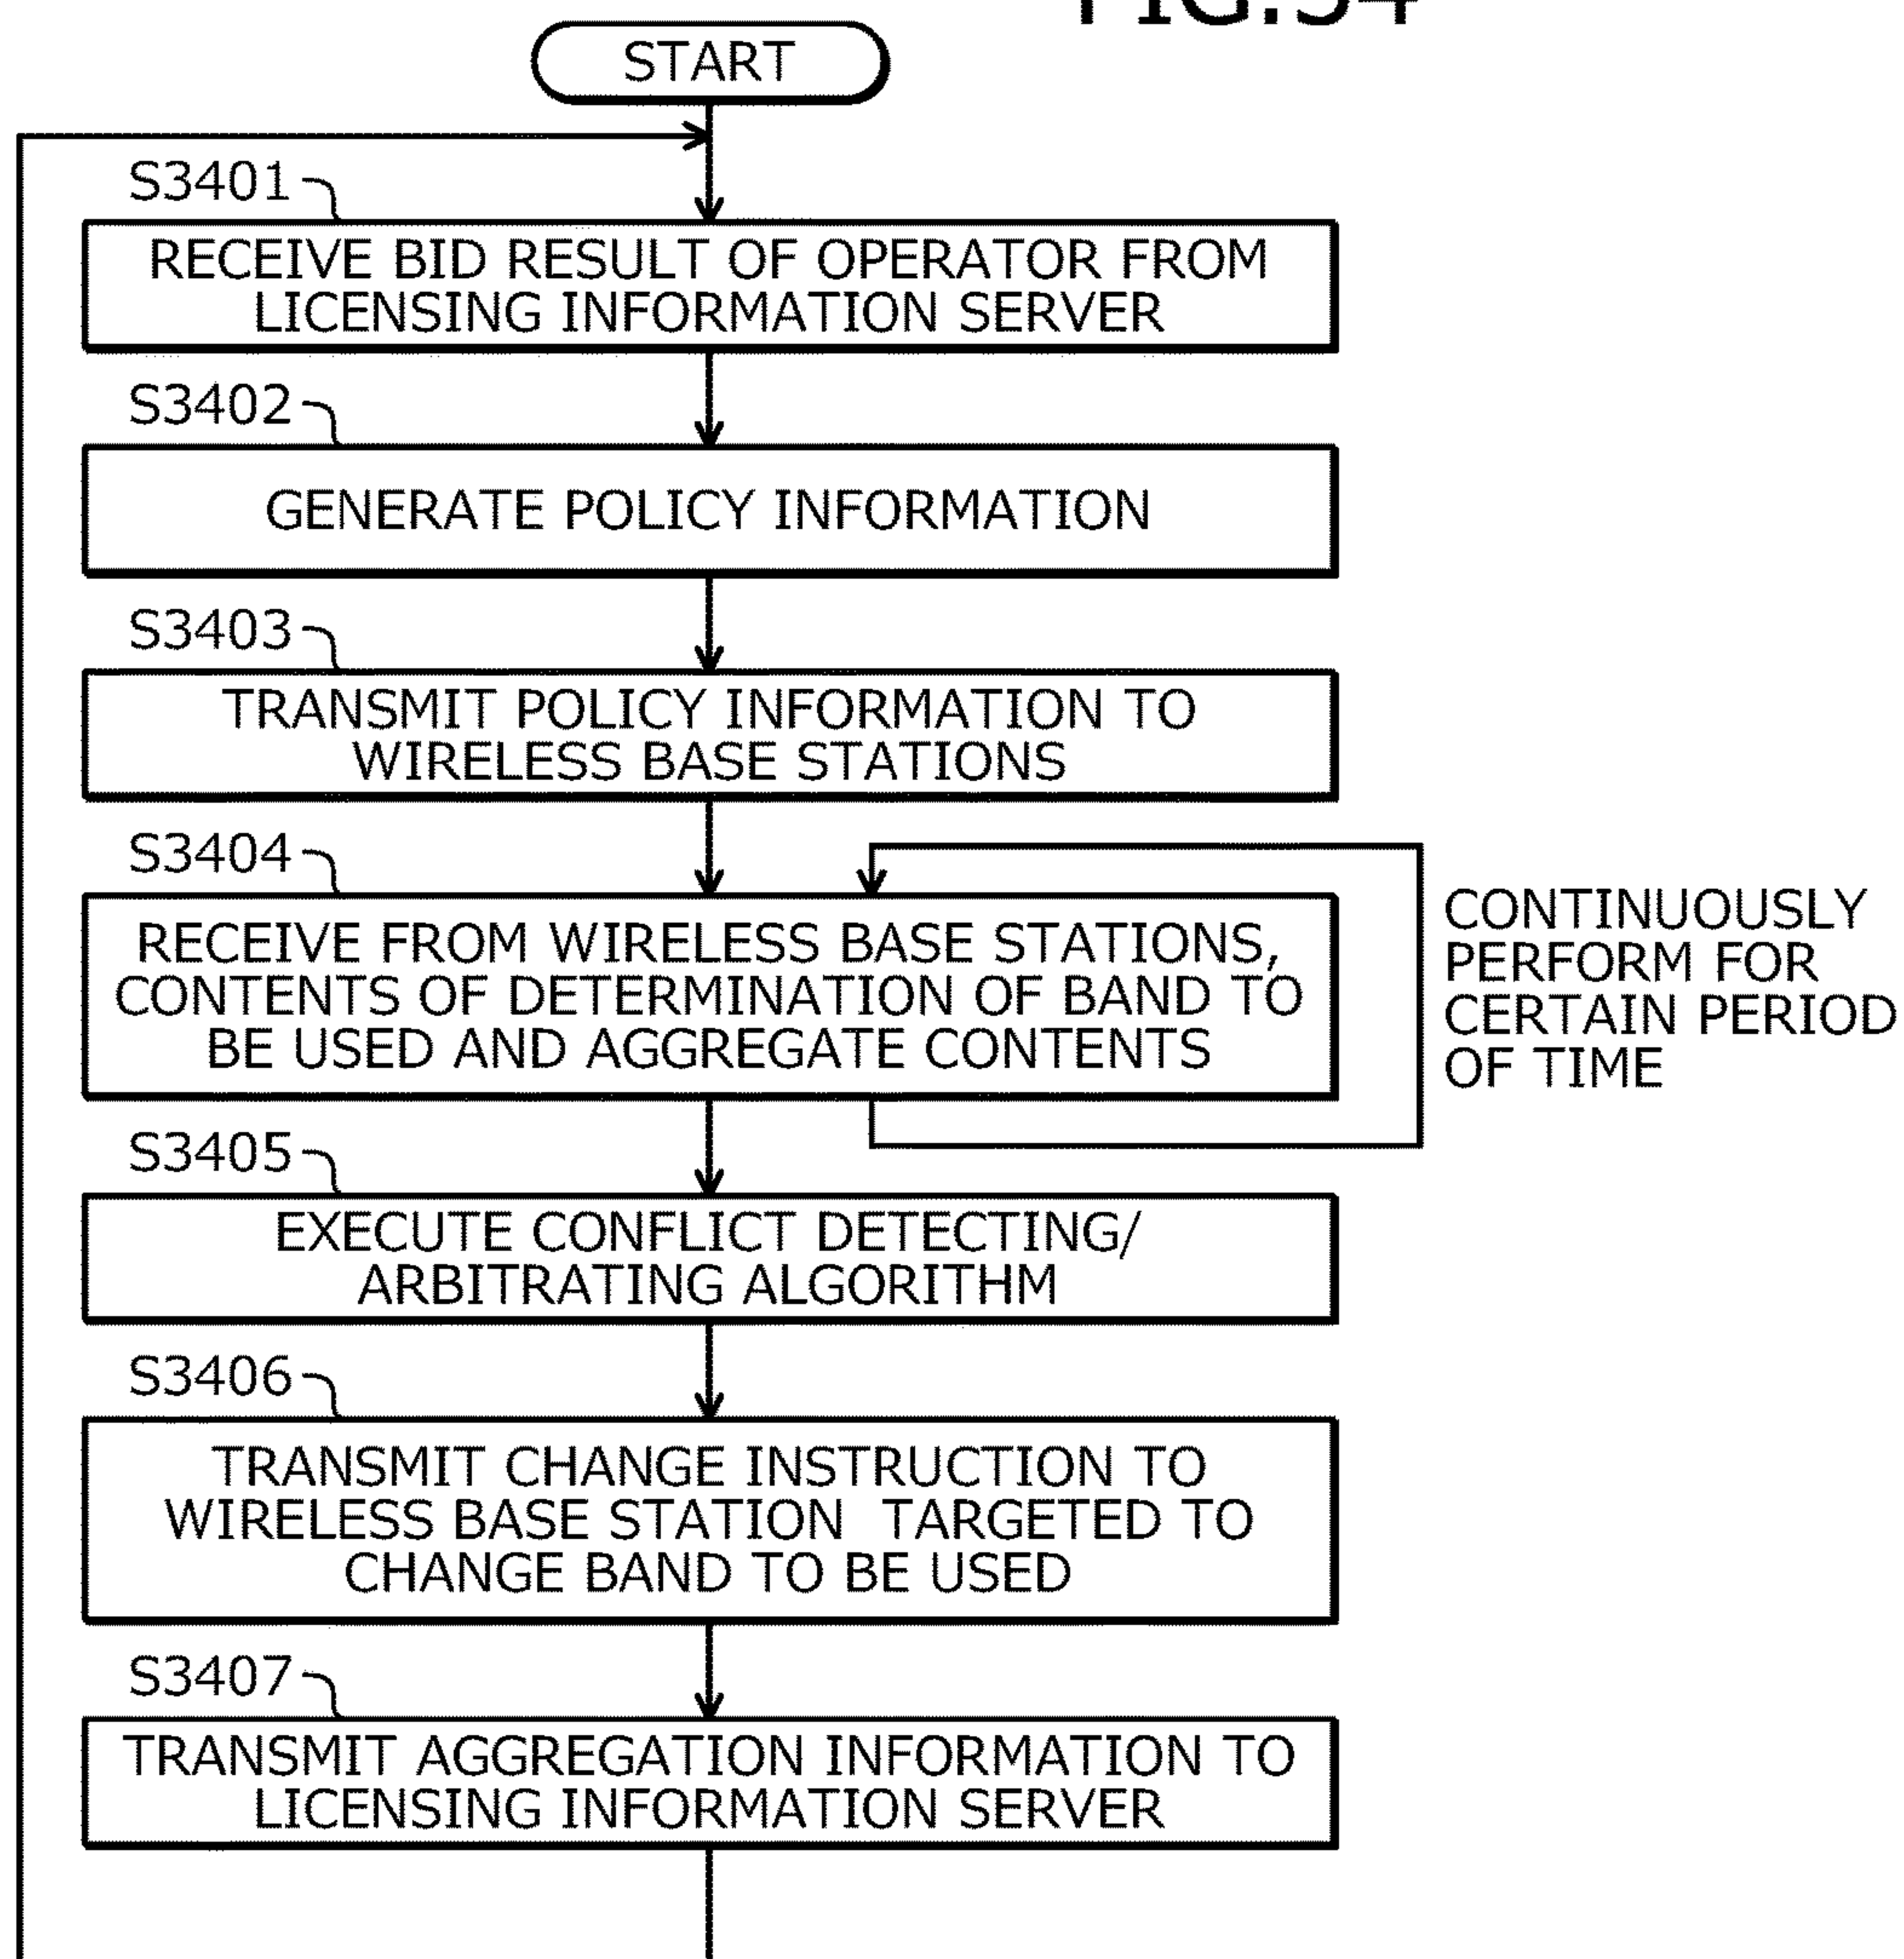 FIG.34
START
S3401
RECEIVE BID RESULT OF OPERATOR FROM
LICENSING INFORMATION SERVER
S3402
GENERATE POLICY INFORMATION
S3403
TRANSMIT POLICY INFORMATION TO
WIRELESS BASE STATIONS
S3404
RECEIVE FROM WIRELESS BASE STATIONS,
CONTENTS OF DETERMINATION OF BAND TO
BE USED AND AGGREGATE CONTENTS
CONTINUOUSLY
PERFORM FOR
CERTAIN PERIOD
OF TIME
S3405
EXECUTE CONFLICT DETECTING/
ARBITRATING ALGORITHM
S3406
TRANSMIT CHANGE INSTRUCTION TO
WIRELESS BASE STATION TARGETED TO
CHANGE BAND TO BE USED
S3407
TRANSMIT AGGREGATION INFORMATION TO
LICENSING INFORMATION SERVER